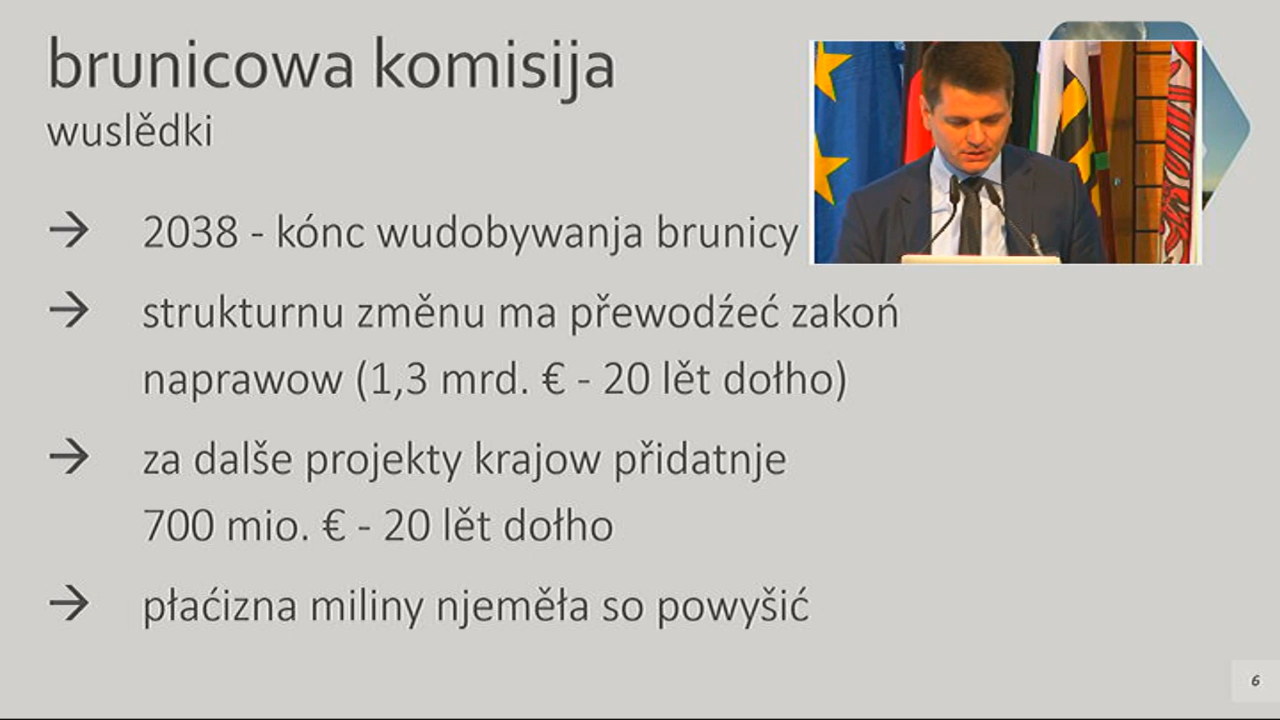 brunicowa komisija
wuslědki
→ 2038 - kónc wudobywanja brunicy
→ strukturnu změnu ma přewodźeć zakoń
naprawow (1,3 mrd. € - 20 lět dołho)
→ za dalše projekty krajow přidatnje
700 mio. € - 20 lět dołho
→ płaćizna miliny njeměła so powyšić
6